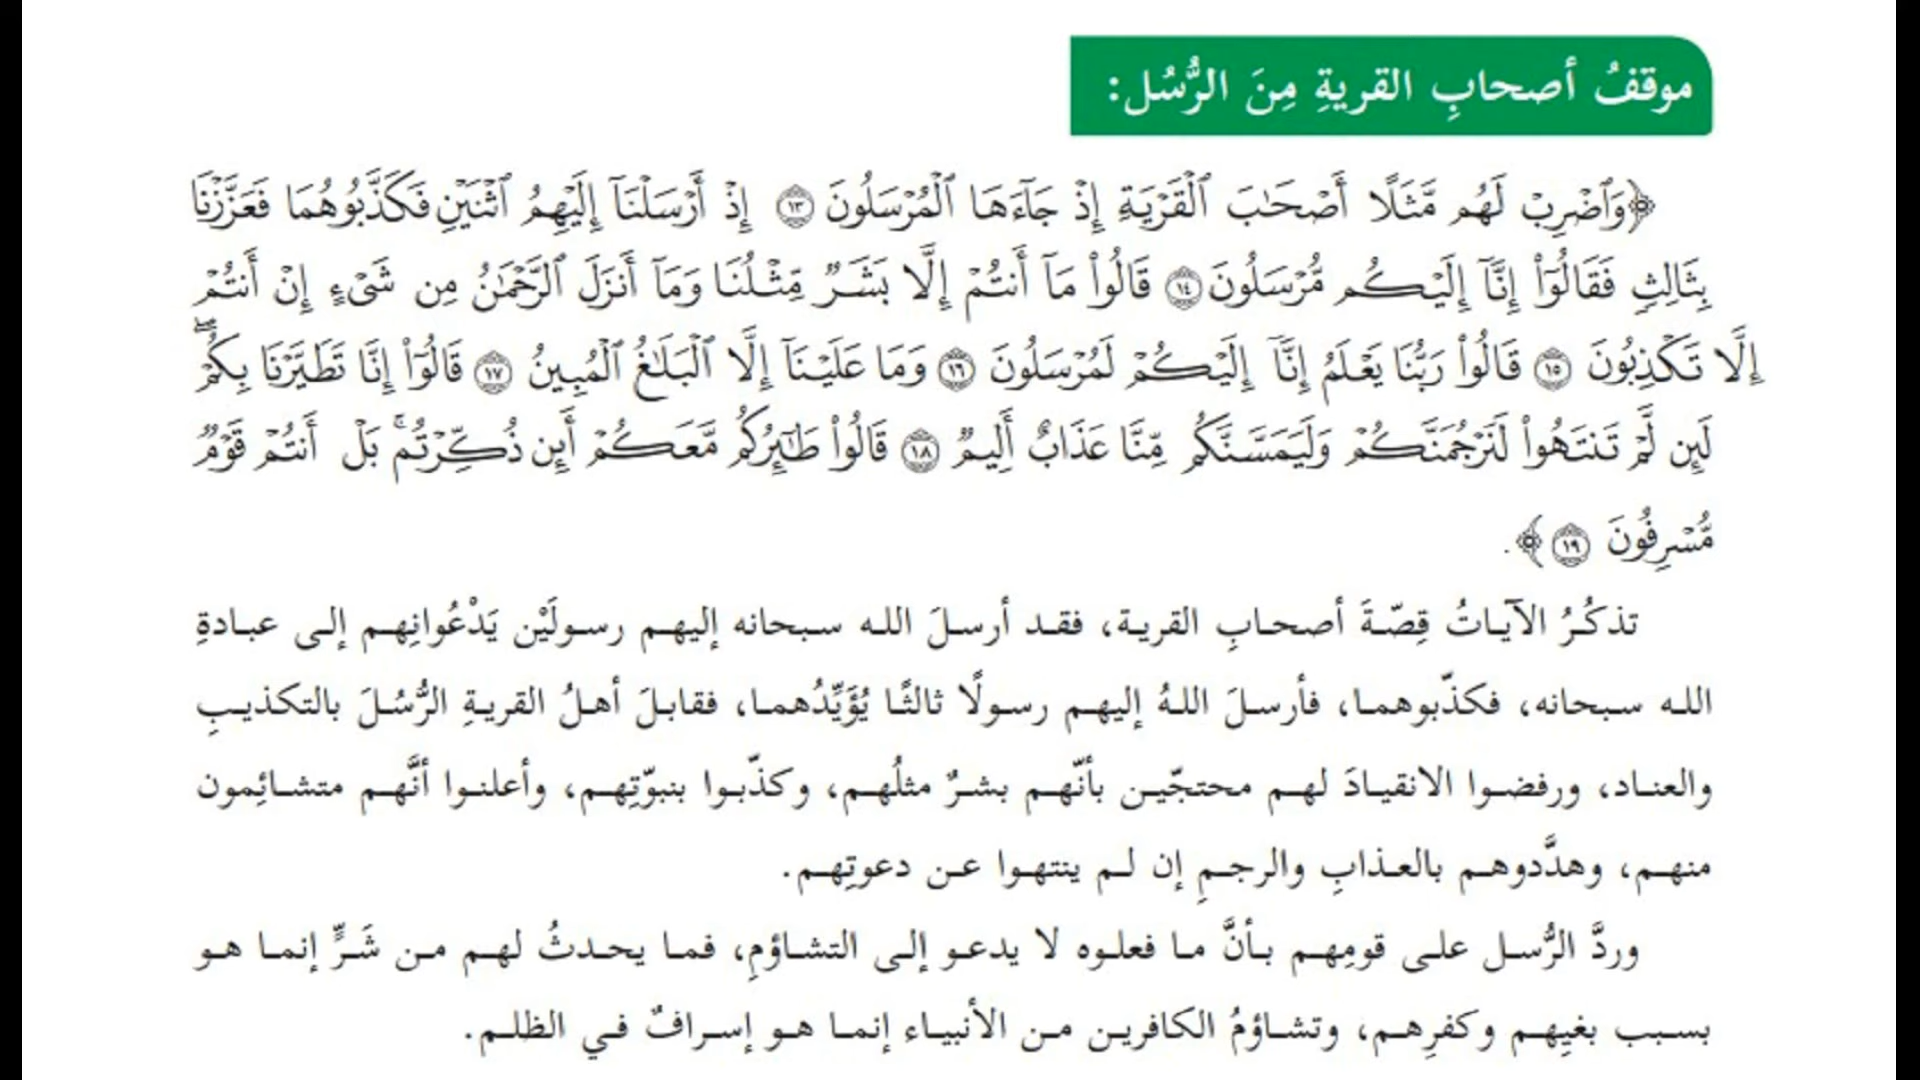 موقفُ أصحابِ القريةِ مِنَ الرُّسُل:
﴿وَٱضْرِبْ لَهُم مَّثَلًا أَصْحَٰبَ ٱلْقَرْيَةِ إِذْ جَآءَهَا ٱلْمُرْسَلُونَ ١٣ إِذْ أَرْسَلْنَآ إِلَيْهِمُ ٱثْنَيْنِ فَكَذَّبُوهُمَا فَعَزَّزْنَا
بِثَالِثٍ فَقَالُوٓا۟ إِنَّآ إِلَيْكُم مُّرْسَلُونَ ١٤ قَالُوا۟ مَآ أَنتُمْ إِلَّا بَشَرٌ مِّثْلُنَا وَمَآ أَنزَلَ ٱلرَّحْمَٰنُ مِن شَىْءٍ إِنْ أَنتُمْ
إِلَّا تَكْذِبُونَ ١٥ قَالُوا۟ رَبُّنَا يَعْلَمُ إِنَّآ إِلَيْكُمْ لَمُرْسَلُونَ ١٦ وَمَا عَلَيْنَآ إِلَّا ٱلْبَلَٰغُ ٱلْمُبِينُ ١٧ قَالُوٓا۟ إِنَّا تَطَيَّرْنَا بِكُمْ ۖ
لَئِن لَّمْ تَنتَهُوا۟ لَنَرْجُمَنَّكُمْ وَلَيَمَسَّنَّكُم مِّنَّا عَذَابٌ أَلِيمٌ ١٨ قَالُوا۟ طَٰٓئِرُكُم مَّعَكُمْ أَئِن ذُكِّرْتُم ۚ بَلْ أَنتُمْ قَوْمٌ
مُّسْرِفُونَ ١٩﴾.
تذكُرُ الآياتُ قِصّةَ أصحابِ القرية، فقد أرسلَ الله سبحانه إليهم رسولَيْن يَدْعُوانِهم إلى عبادةِ
الله سبحانه، فكذّبوهما، فأرسلَ اللهُ إليهم رسولًا ثالثًا يُؤَيِّدُهما، فقابلَ أهلُ القريةِ الرُّسُلَ بالتكذيبِ
والعناد، ورفضوا الانقيادَ لهم محتجّين بأنّهم بشرٌ مثلُهم، وكذّبوا بنبوّتِهم، وأعلنوا أنَّهم متشائِمون
منهم، وهدَّدوهم بالعذابِ والرجمِ إن لم ينتهوا عن دعوتِهم.
وردَّ الرُّسل على قومِهم بأنَّ ما فعلوه لا يدعو إلى التشاؤمِ، فما يحدثُ لهم من شَرٍّ إنما هو
بسبب بغيِهم وكفرِهم، وتشاؤمُ الكافرين من الأنبياء إنما هو إسرافٌ في الظلم.